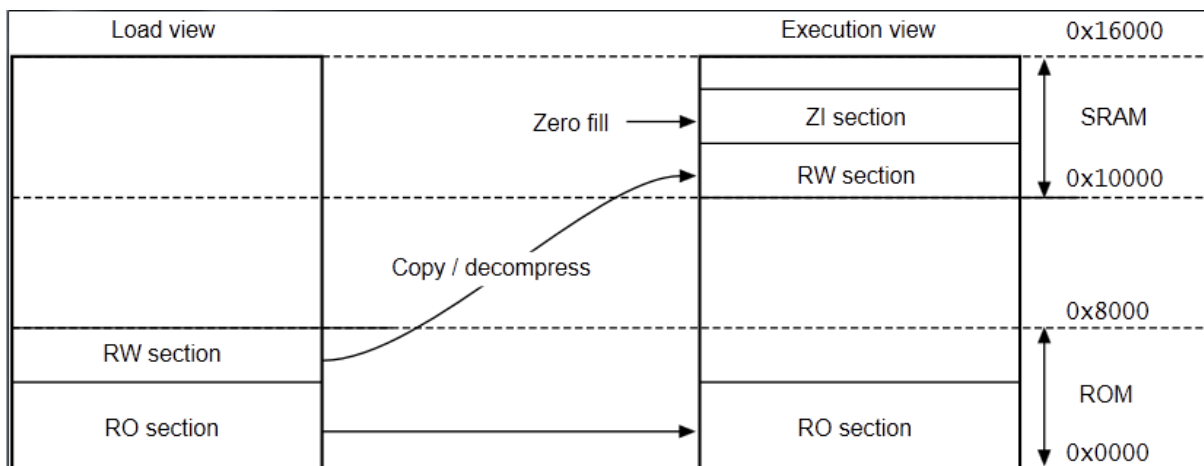 Load view
Execution view
0x16000
Zero fill
ZI section
SRAM
RW section
0x10000
Copy / decompress
0x8000
RW section
ROM
RO section
RO section
0x0000